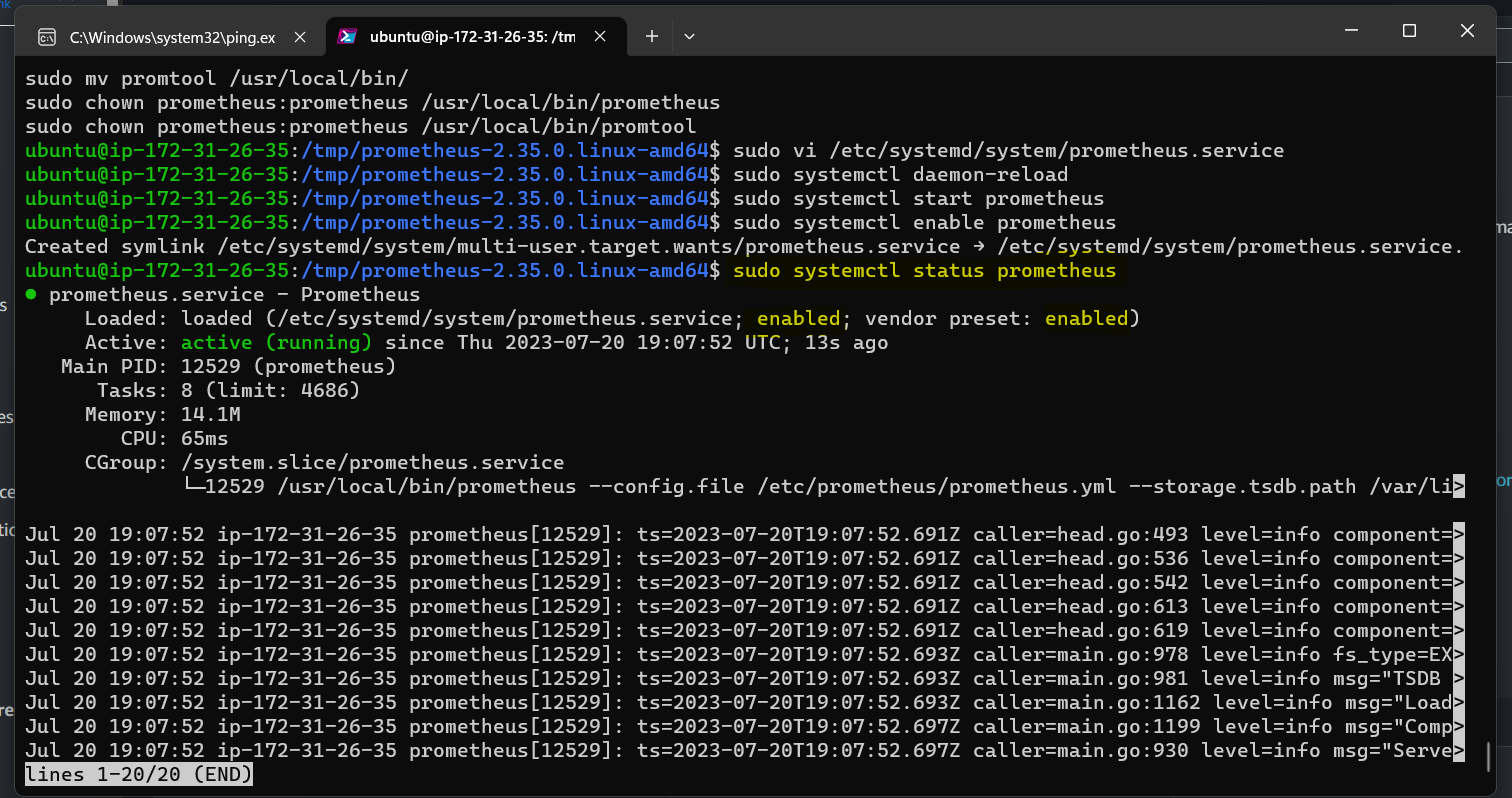 C:\Windows\system32\ping.ex
ubuntu@ip-172-31-26-35: /tm
sudo mv promtool /usr/local/bin/
sudo chown prometheus:prometheus /usr/local/bin/prometheus
sudo chown prometheus:prometheus /usr/local/bin/promtool
ubuntu@ip-172-31-26-35:/tmp/prometheus-2.35.0.linux-amd64$ sudo vi /etc/systemd/system/prometheus.service
ubuntu@ip-172-31-26-35:/tmp/prometheus-2.35.0.linux-amd64$ sudo systemctl daemon-reload
ubuntu@ip-172-31-26-35:/tmp/prometheus-2.35.0.linux-amd64$ sudo systemctl start prometheus
ubuntu@ip-172-31-26-35:/tmp/prometheus-2.35.0.linux-amd64$ sudo systemctl enable prometheus
Created symlink /etc/systemd/system/multi-user.target.wants/prometheus.service → /etc/systemd/system/prometheus.service.
ubuntu@ip-172-31-26-35:/tmp/prometheus-2.35.0.linux-amd64$ sudo systemctl status prometheus
● prometheus.service - Prometheus
Loaded: loaded (/etc/systemd/system/prometheus.service; enabled; vendor preset: enabled)
Active: active (running) since Thu 2023-07-20 19:07:52 UTC; 13s ago
Main PID: 12529 (prometheus)
Tasks: 8 (limit: 4686)
Memory: 14.1M
CPU: 65ms
CGroup: /system.slice/prometheus.service
└─12529 /usr/local/bin/prometheus --config.file /etc/prometheus/prometheus.yml --storage.tsdb.path /var/li>
Jul 20 19:07:52 ip-172-31-26-35 prometheus[12529]: ts=2023-07-20T19:07:52.691Z caller=head.go:493 level=info component=>
Jul 20 19:07:52 ip-172-31-26-35 prometheus[12529]: ts=2023-07-20T19:07:52.691Z caller=head.go:536 level=info component=>
Jul 20 19:07:52 ip-172-31-26-35 prometheus[12529]: ts=2023-07-20T19:07:52.691Z caller=head.go:542 level=info component=>
Jul 20 19:07:52 ip-172-31-26-35 prometheus[12529]: ts=2023-07-20T19:07:52.691Z caller=head.go:613 level=info component=>
Jul 20 19:07:52 ip-172-31-26-35 prometheus[12529]: ts=2023-07-20T19:07:52.691Z caller=head.go:619 level=info component=>
Jul 20 19:07:52 ip-172-31-26-35 prometheus[12529]: ts=2023-07-20T19:07:52.693Z caller=main.go:978 level=info fs_type=EX>
Jul 20 19:07:52 ip-172-31-26-35 prometheus[12529]: ts=2023-07-20T19:07:52.693Z caller=main.go:981 level=info msg="TSDB >
Jul 20 19:07:52 ip-172-31-26-35 prometheus[12529]: ts=2023-07-20T19:07:52.693Z caller=main.go:1162 level=info msg="Load>
Jul 20 19:07:52 ip-172-31-26-35 prometheus[12529]: ts=2023-07-20T19:07:52.697Z caller=main.go:1199 level=info msg="Comp>
Jul 20 19:07:52 ip-172-31-26-35 prometheus[12529]: ts=2023-07-20T19:07:52.697Z caller=main.go:930 level=info msg="Serve>
lines 1-20/20 (END)